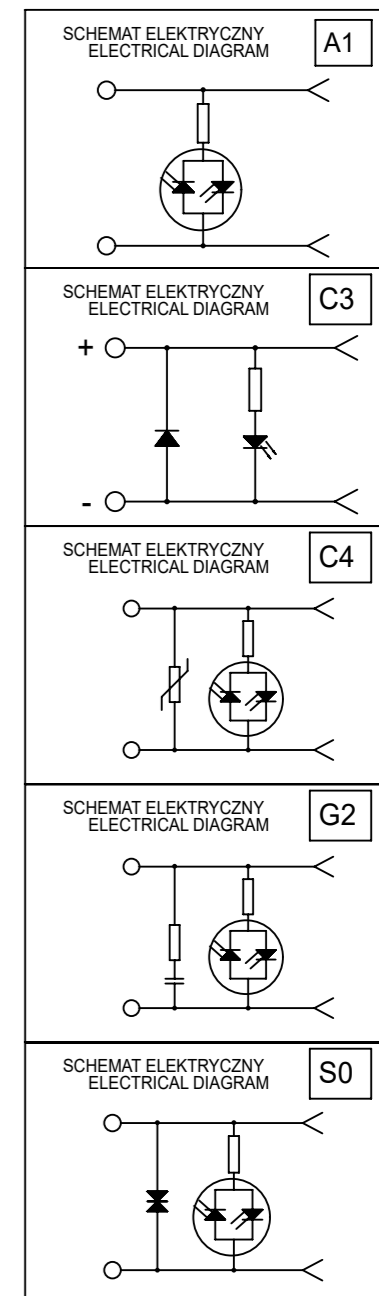 SCHEMAT ELEKTRYCZNY
ELECTRICAL DIAGRAM
A1
SCHEMAT ELEKTRYCZNY
ELECTRICAL DIAGRAM
C3
+
-
SCHEMAT ELEKTRYCZNY
ELECTRICAL DIAGRAM
C4
SCHEMAT ELEKTRYCZNY
ELECTRICAL DIAGRAM
G2
SCHEMAT ELEKTRYCZNY
ELECTRICAL DIAGRAM
S0